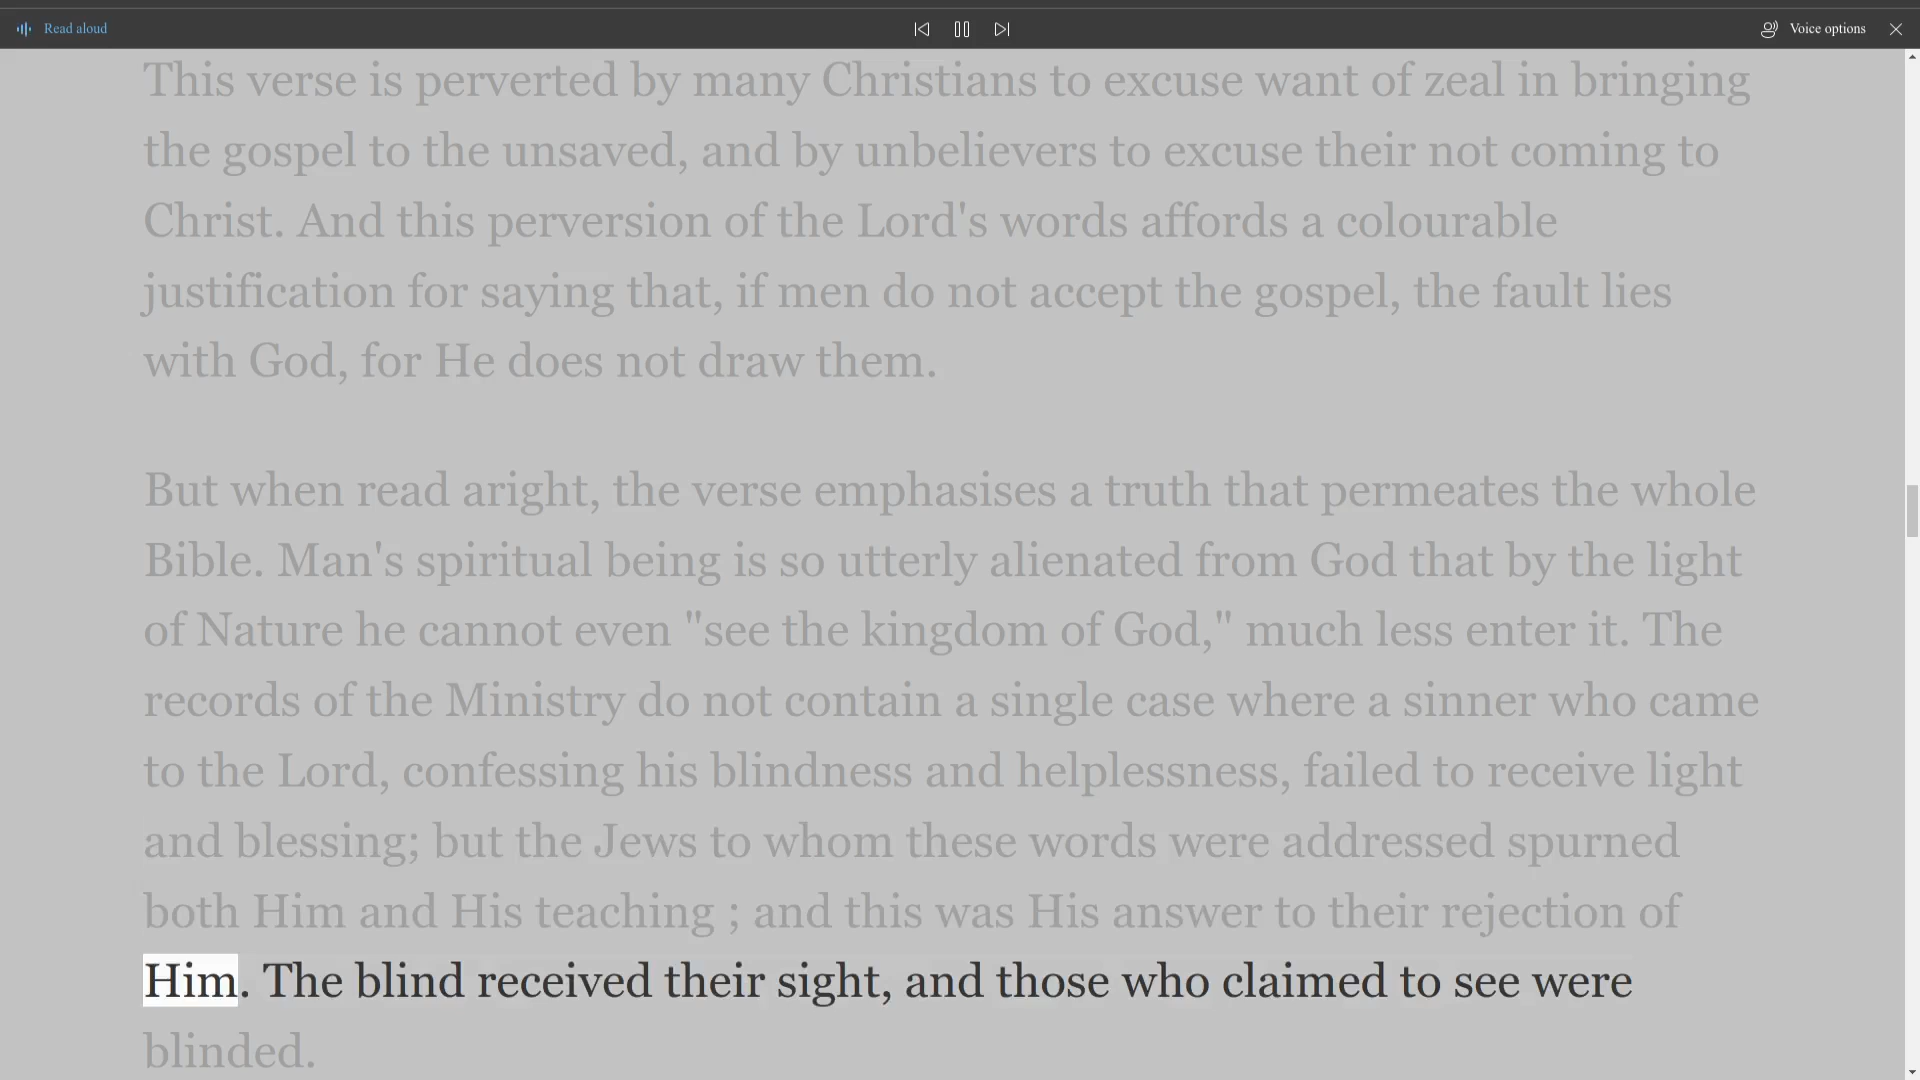 Read aloud
Voice options
This verse is perverted by many Christians to excuse want of zeal in bringing
the gospel to the unsaved, and by unbelievers to excuse their not coming to
Christ. And this perversion of the Lord's words affords a colourable
justification for saying that, if men do not accept the gospel, the fault lies
with God, for He does not draw them.
But when read aright, the verse emphasises a truth that permeates the whole
Bible. Man's spiritual being is so utterly alienated from God that by the light
of Nature he cannot even "see the kingdom of God," much less enter it. The
records of the Ministry do not contain a single case where a sinner who came
to the Lord, confessing his blindness and helplessness, failed to receive light
and blessing; but the Jews to whom these words were addressed spurned
both Him and His teaching ; and this was His answer to their rejection of
Him. The blind received their sight, and those who claimed to see were
blinded.